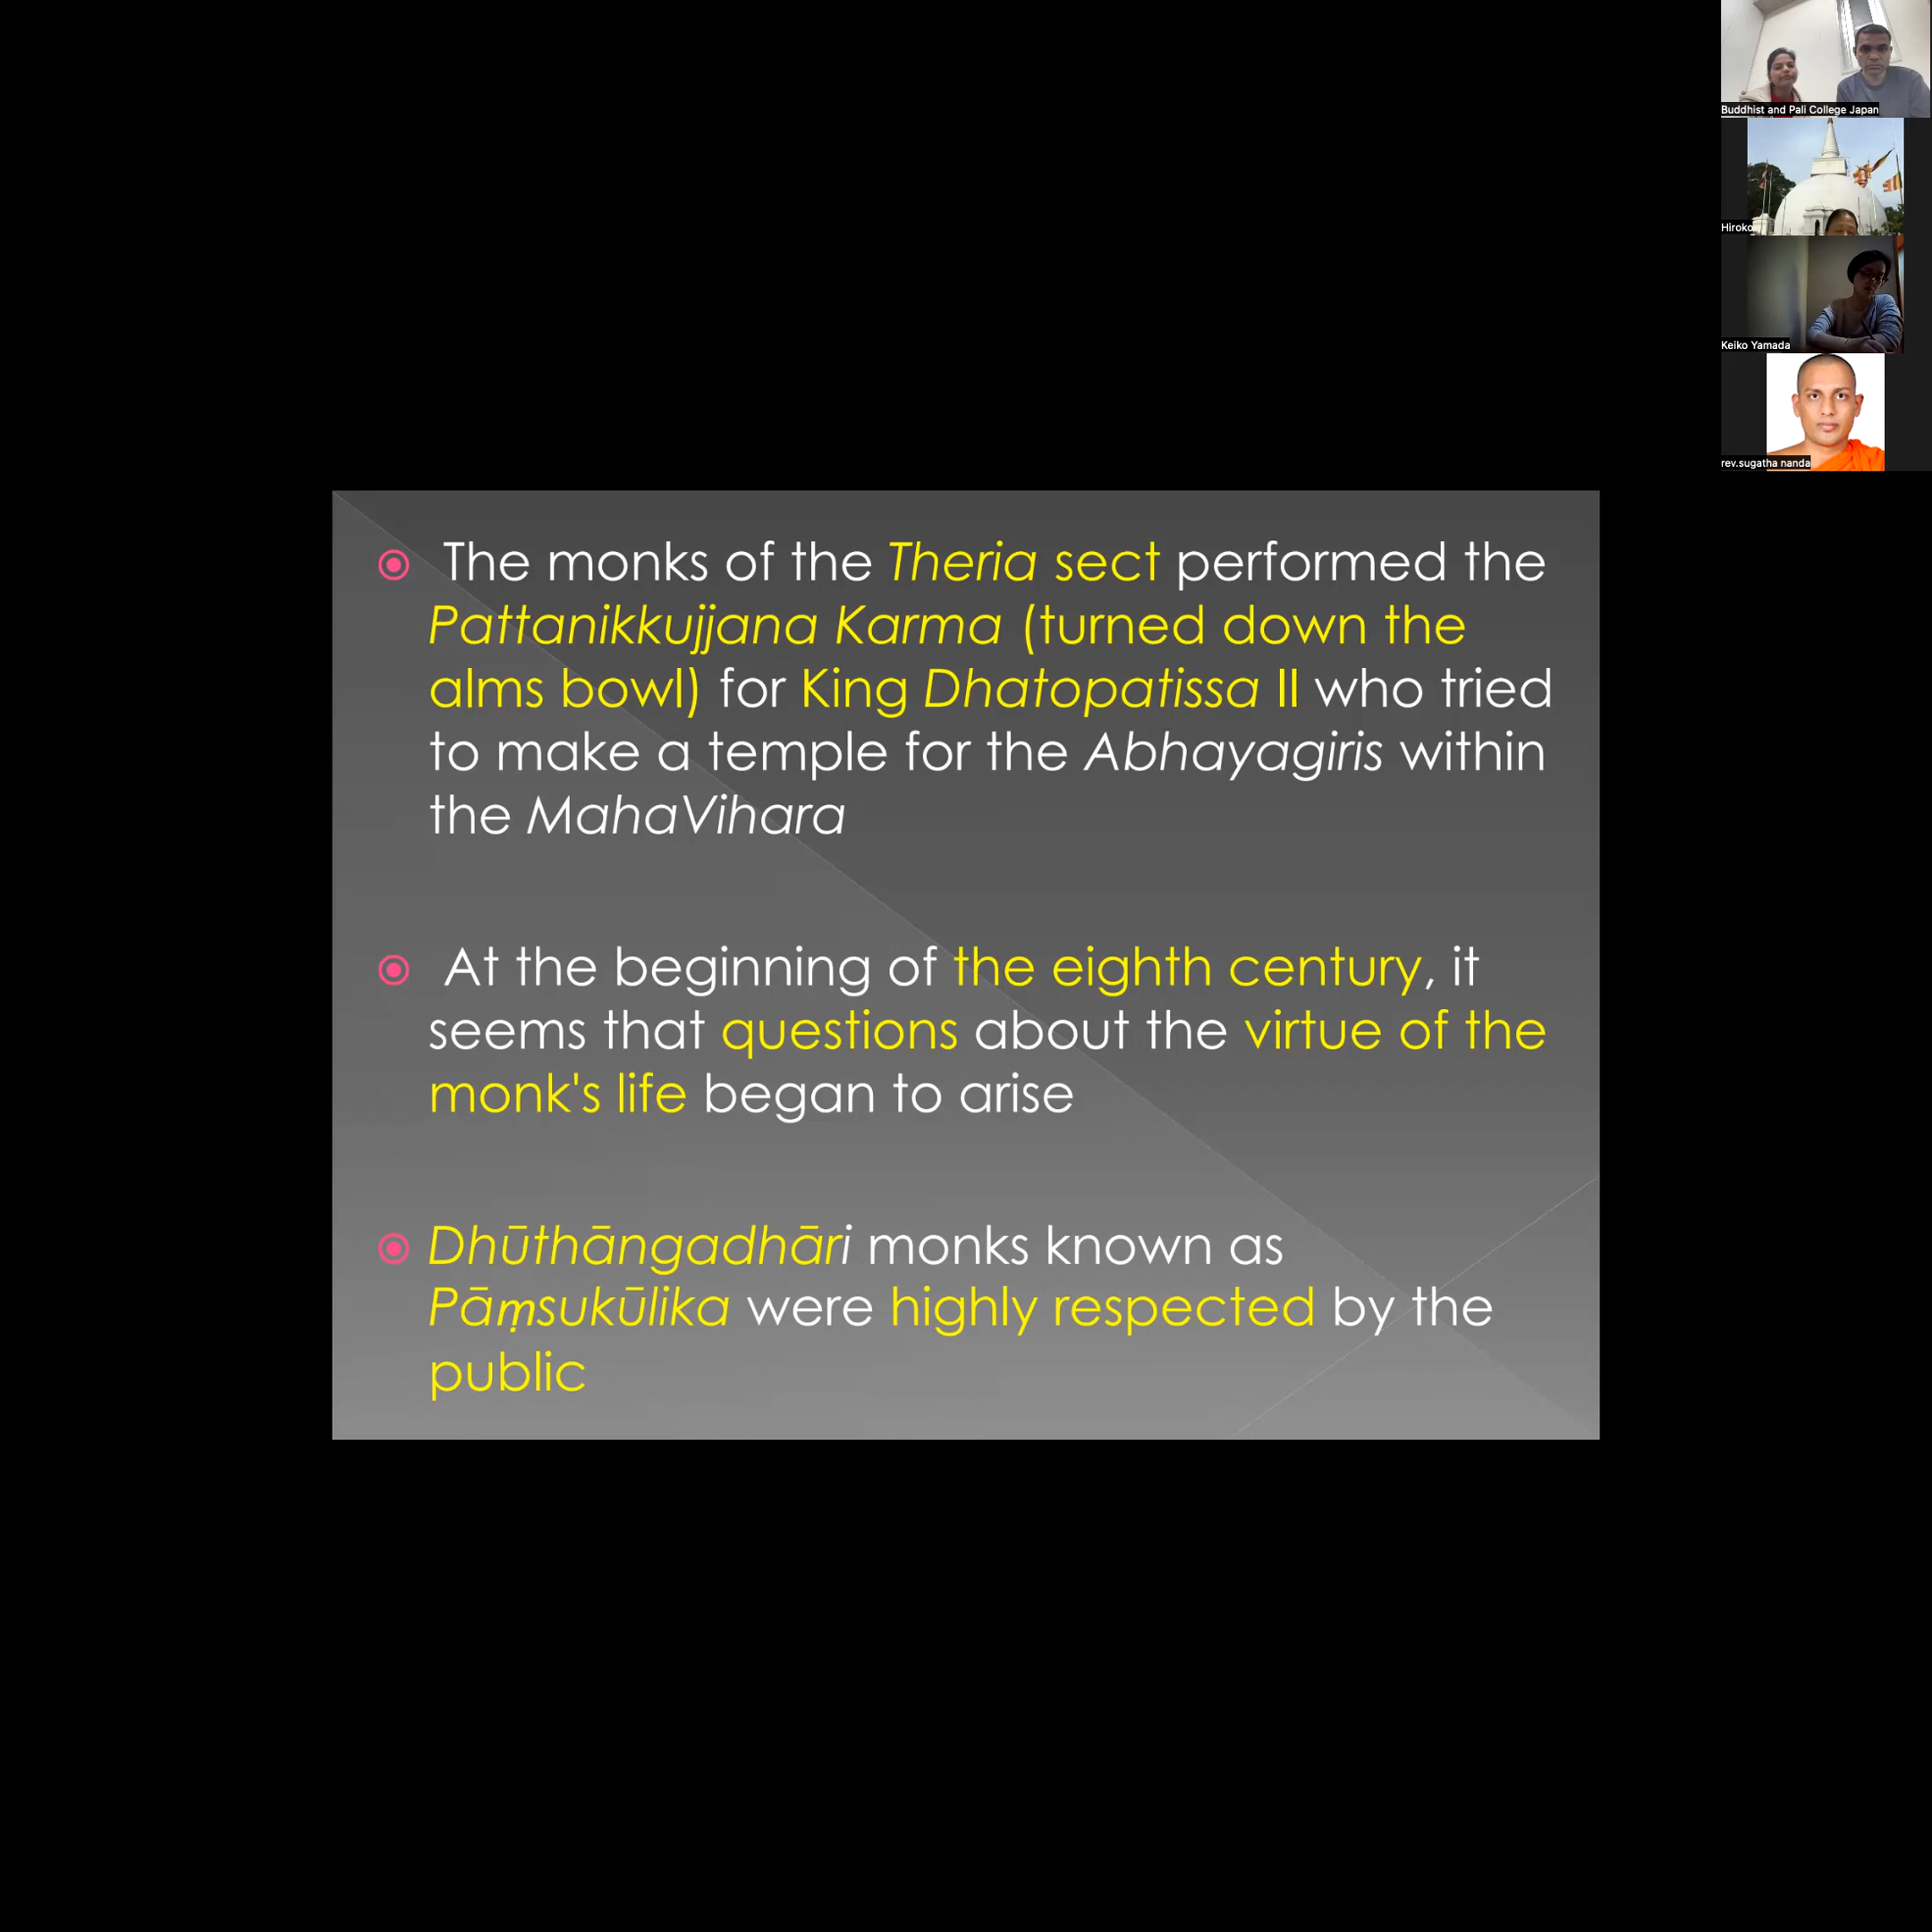 Buddhist and Pali College Japan
Hiroko
Keiko Yamada
rev.sugatha nanda
The monks of the Theria sect performed the
Pattanikkujjana Karma (turned down the
alms bowl) for King Dhatopatissa II who tried
to make a temple for the Abhayagiris within
the MahaVihara
At the beginning of the eighth century, it
seems that questions about the virtue of the
monk's life began to arise
Dhūthāngadhāri monks known as
Pāṃsukūlika were highly respected by the
public